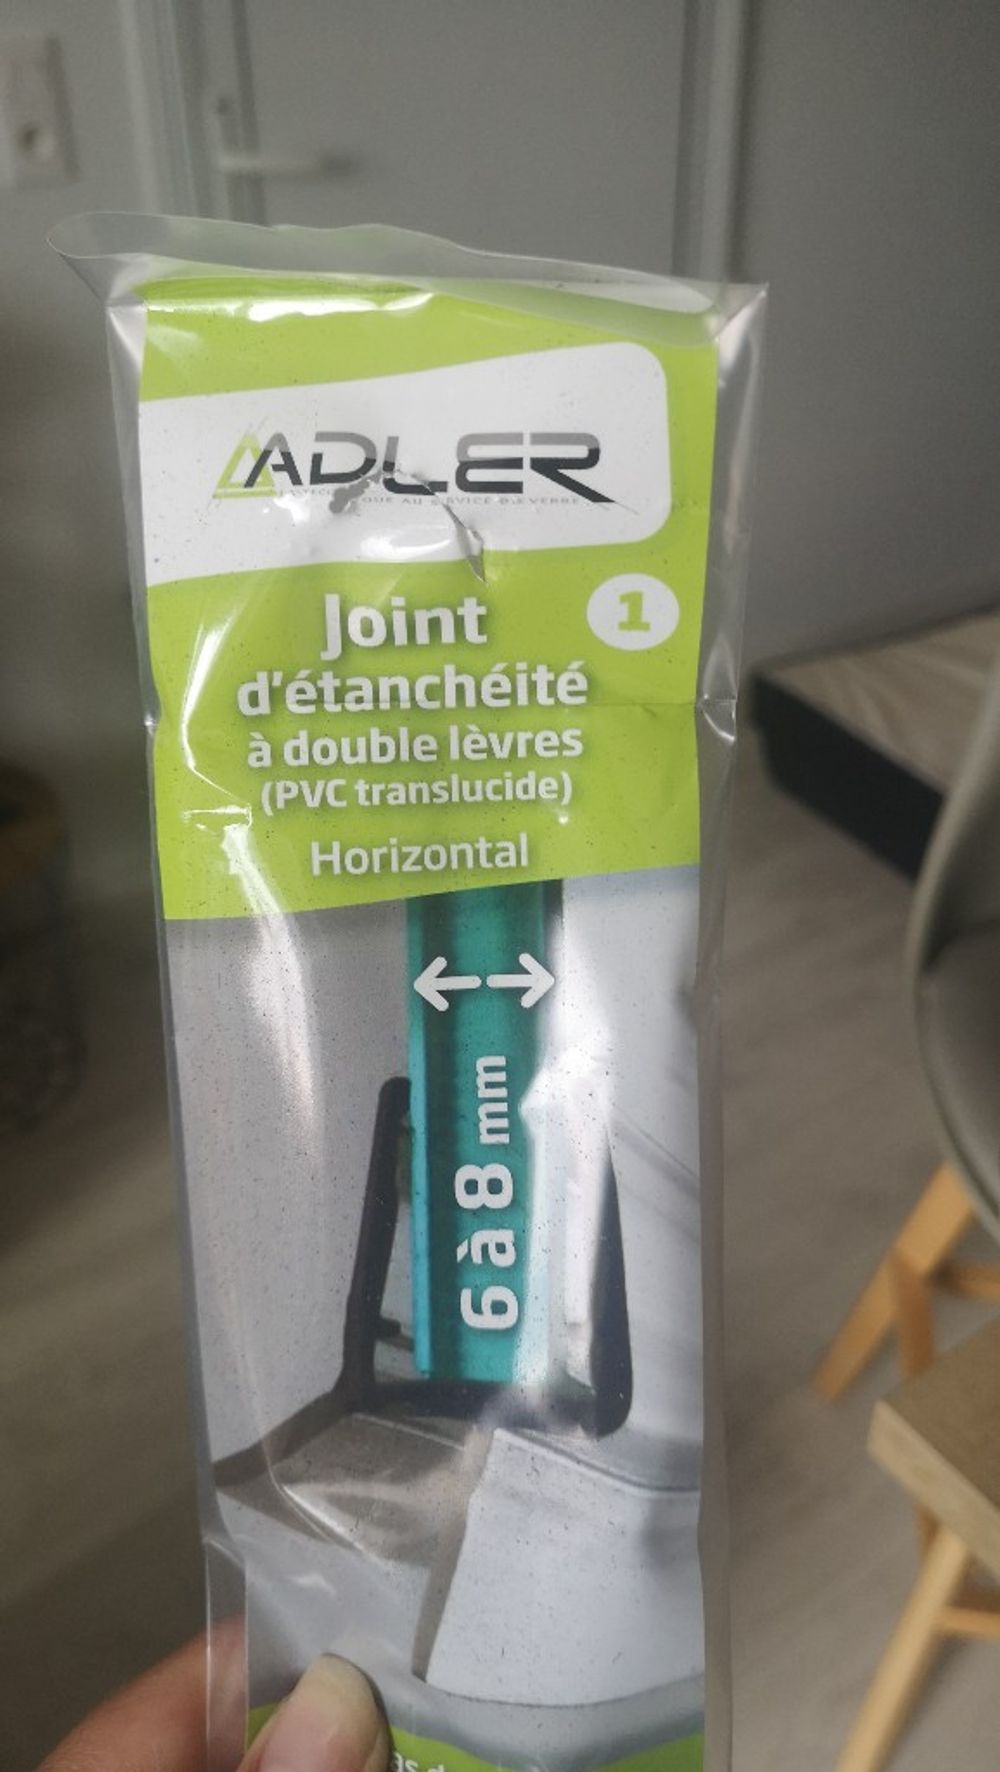 ADLER
Joint
1
d'étanchéité
à double lèvres
(PVC translucide)
Horizontal
6 à 8 mm